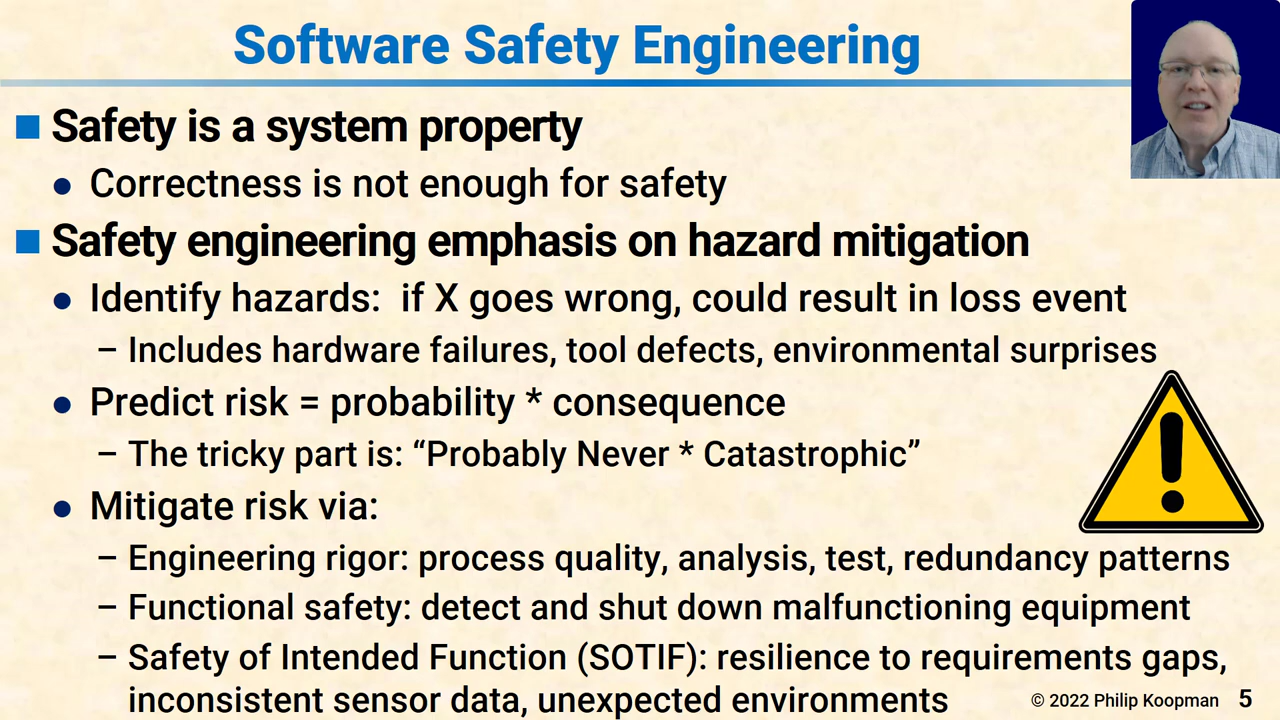 Software Safety Engineering
Safety is a system property
Correctness is not enough for safety
Safety engineering emphasis on hazard mitigation
Identify hazards: if X goes wrong, could result in loss event
– Includes hardware failures, tool defects, environmental surprises
Predict risk = probability * consequence
– The tricky part is: “Probably Never * Catastrophic”
Mitigate risk via:
– Engineering rigor: process quality, analysis, test, redundancy patterns
– Functional safety: detect and shut down malfunctioning equipment
– Safety of Intended Function (SOTIF): resilience to requirements gaps,
inconsistent sensor data, unexpected environments
© 2022 Philip Koopman 5